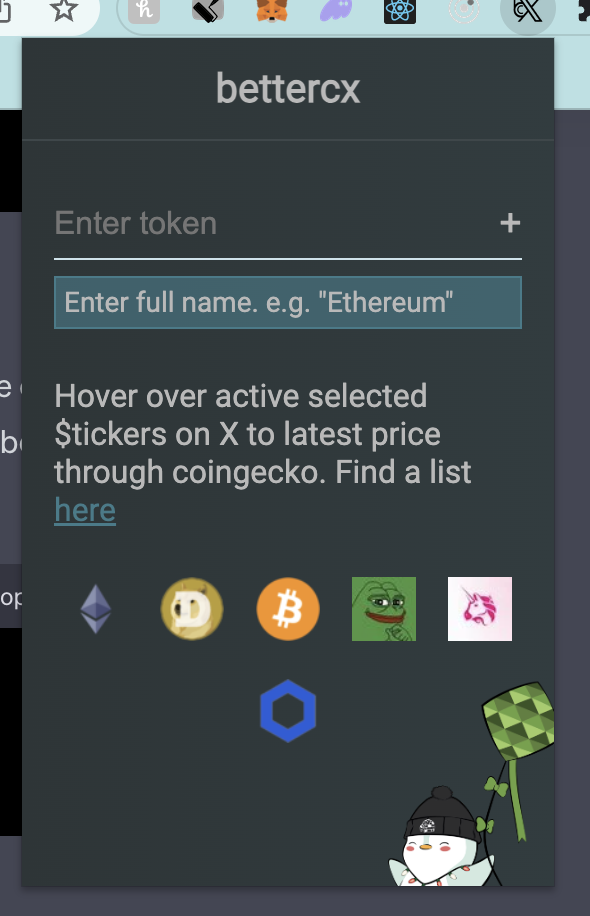 bettercx
Enter token
+
Enter full name. e.g. "Ethereum"
Hover over active selected
$tickers on X to latest price
through coingecko. Find a list
here